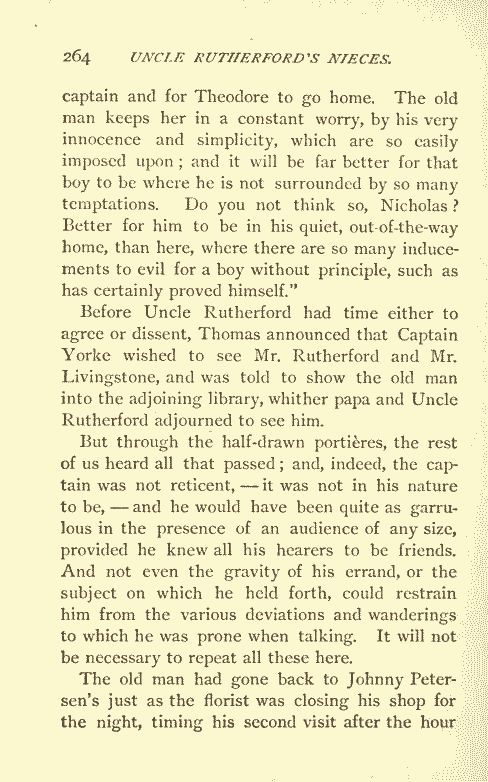 264 UNCLE RUTHERFORD'S NIECES.
captain and for Theodore to go home. The old
man keeps her in a constant worry, by his very
innocence and simplicity, which are so easily
imposed upon ; and it will be far better for that
boy to be where he is not surrounded by so many
temptations. Do you not think so, Nicholas ?
Better for him to be in his quiet, out-of-the-way
home, than here, where there are so many induce-
ments to evil for a boy without principle, such as
has certainly proved himself."
Before Uncle Rutherford had time either to
agree or dissent, Thomas announced that Captain
Yorke wished to see Mr. Rutherford and Mr.
Livingstone, and was told to show the old man
into the adjoining library, whither papa and Uncle
Rutherford adjourned to see him.
But through the half-drawn portières, the rest
of us heard all that passed ; and, indeed, the cap-
tain was not reticent, — it was not in his nature
to be, — and he would have been quite as garru-
lous in the presence of an audience of any size,
provided he knew all his hearers to be friends.
And not even the gravity of his errand, or the
subject on which he held forth, could restrain
him from the various deviations and wanderings
to which he was prone when talking. It will not
be necessary to repeat all these here.
The old man had gone back to Johnny Peter-
sen's just as the florist was closing his shop for
the night, timing his second visit after the hour